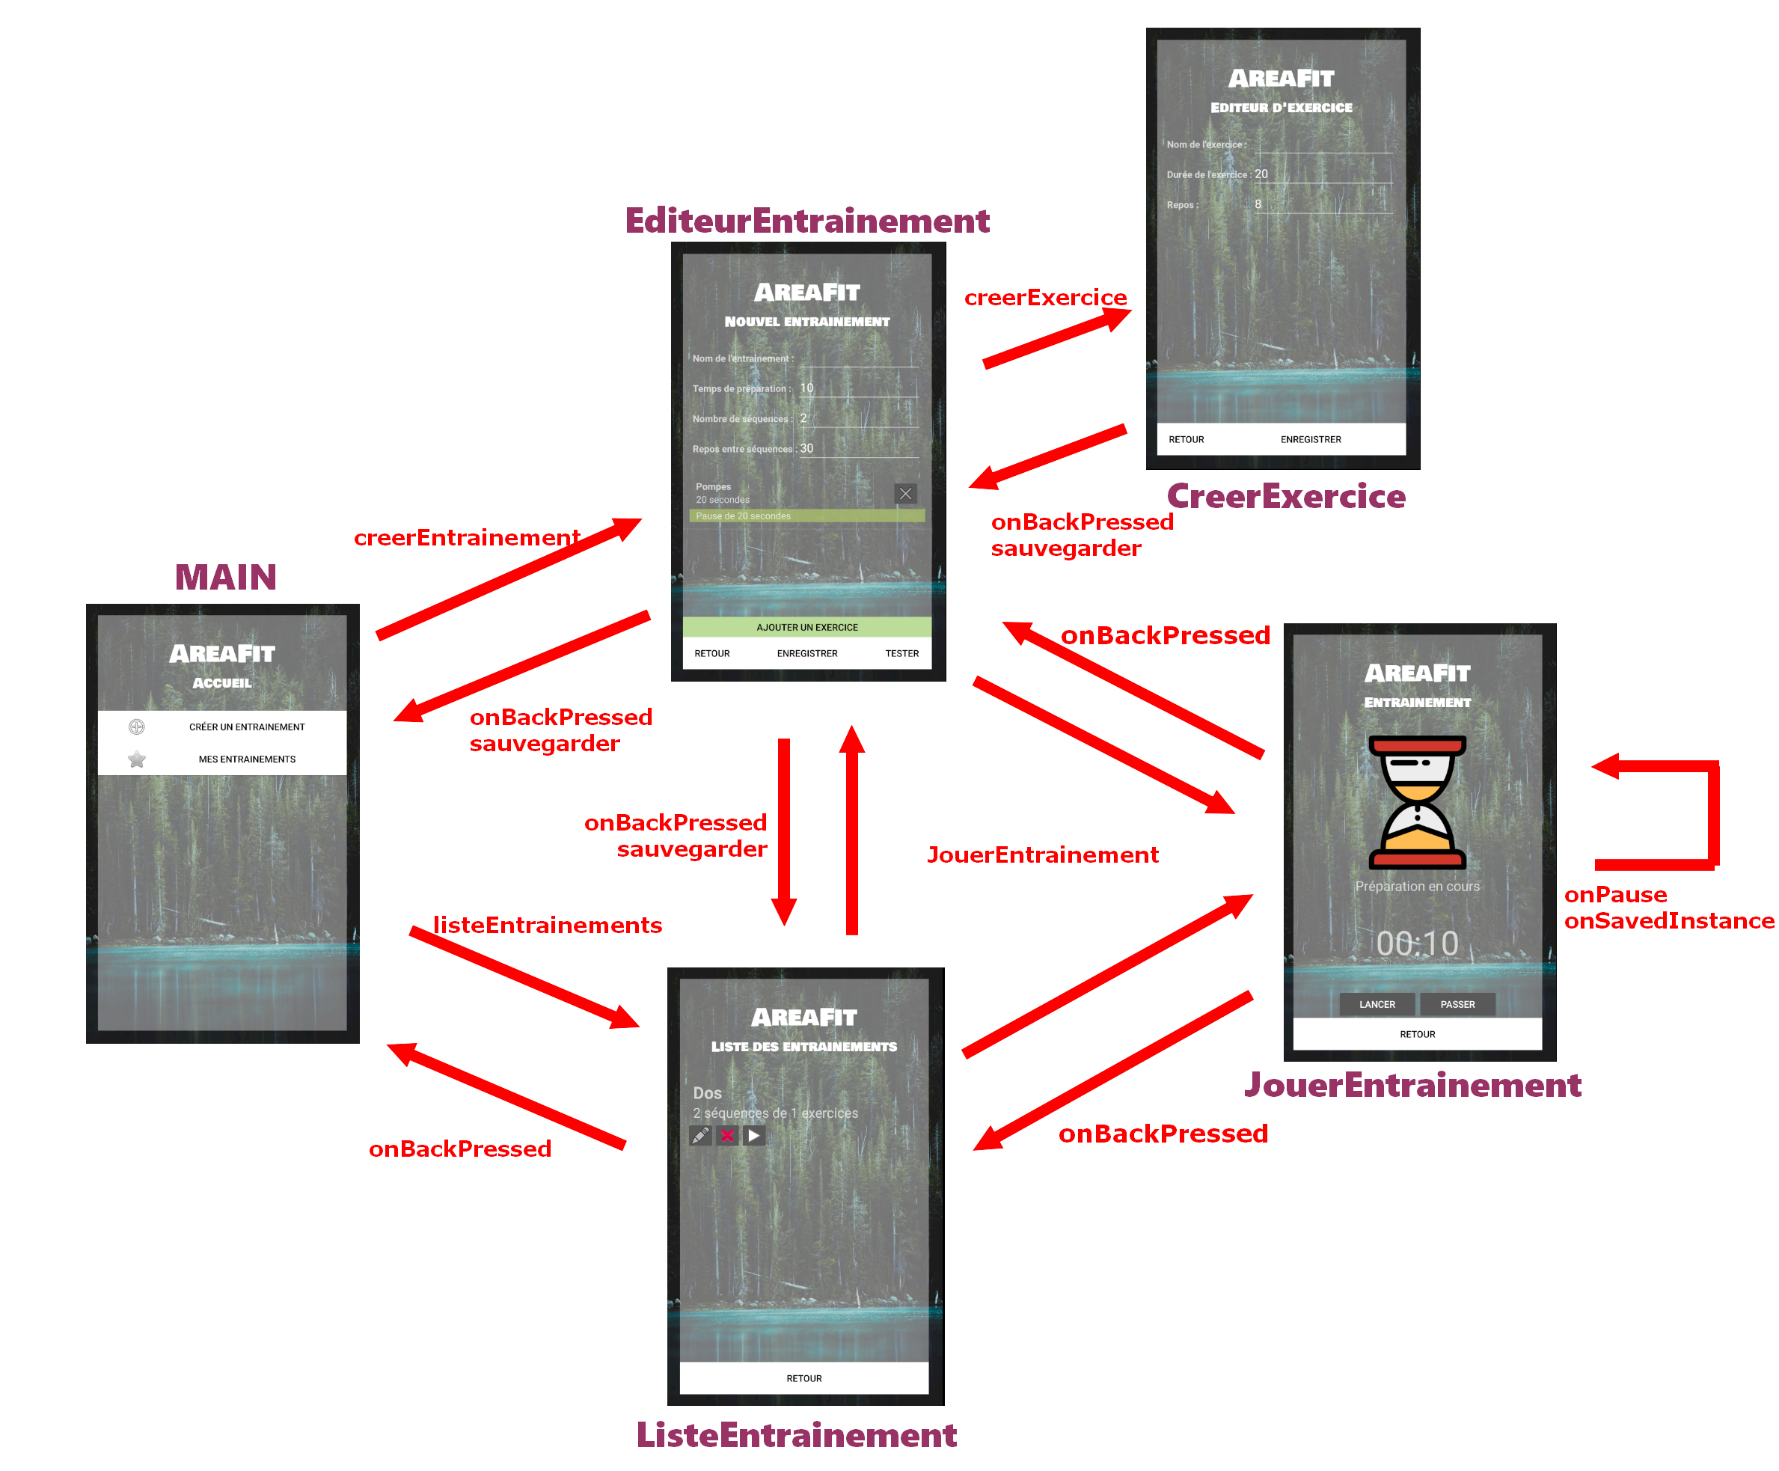 AREAFIT
EDITEUR D'EXERCICE
Nom de l'exercice :
Durée de l'exercice : 20
Repos : 8
RETOUR ENREGISTRER
CreerExercice
EditeurEntrainement
AREAFIT
NOUVEL ENTRAINEMENT
Nom de l'entrainement :
Temps de préparation : 10
Nombre de séquences : 2
Repos entre séquences : 30
Pompes
20 secondes
Pause de 20 secondes
AJOUTER UN EXERCICE
RETOUR ENREGISTRER TESTER
creerExercice
onBackPressed
sauvegarder
creerEntrainement
MAIN
AREAFIT
ACCUEIL
CRÉER UN ENTRAINEMENT
MES ENTRAINEMENTS
onBackPressed
sauvegarder
onBackPressed
sauvegarder
onBackPressed
JouerEntrainement
AREAFIT
ENTRAINEMENT
Préparation en cours
00:10
LANCER PASSER
RETOUR
JouerEntrainement
onPause
onSavedInstance
listeEntrainements
onBackPressed
onBackPressed
AREAFIT
LISTE DES ENTRAINEMENTS
Dos
2 séquences de 1 exercices
RETOUR
ListeEntrainement